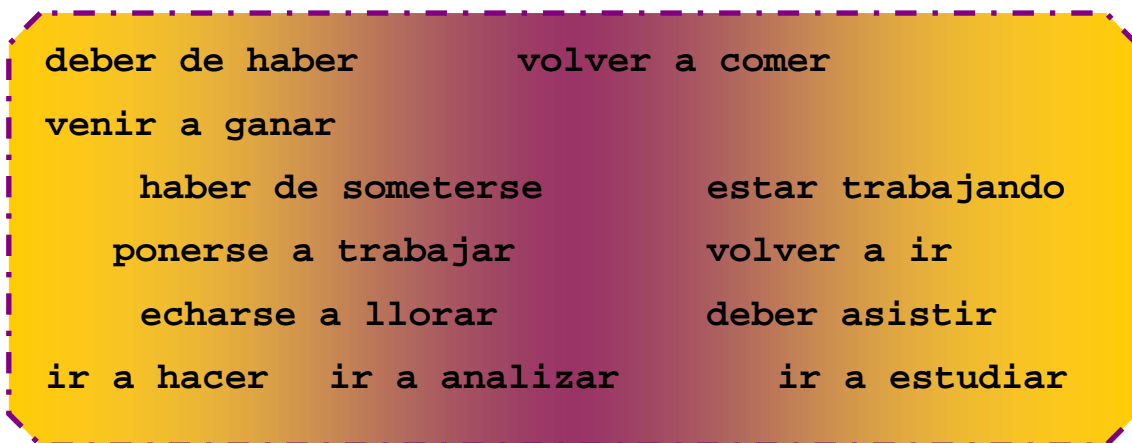 deber de haber volver a comer
venir a ganar
haber de someterse estar trabajando
ponerse a trabajar volver a ir
echarse a llorar deber asistir
ir a hacer ir a analizar ir a estudiar